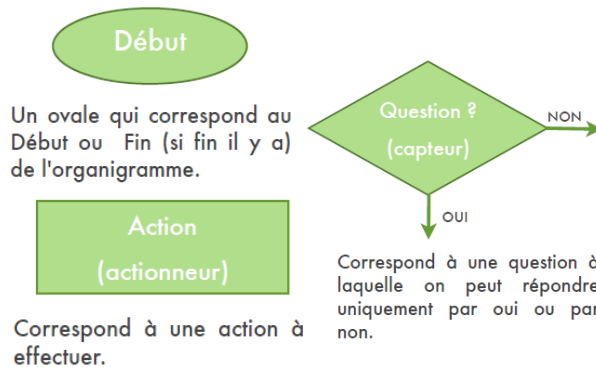 Début
Un ovale qui correspond au
Début ou Fin (si fin il y a)
de l'organigramme.
Action
(actionneur)
Correspond à une action à
effectuer.
Question ?
(capteur)
NON
OUI
Correspond à une question à
laquelle on peut répondre
uniquement par oui ou par
non.